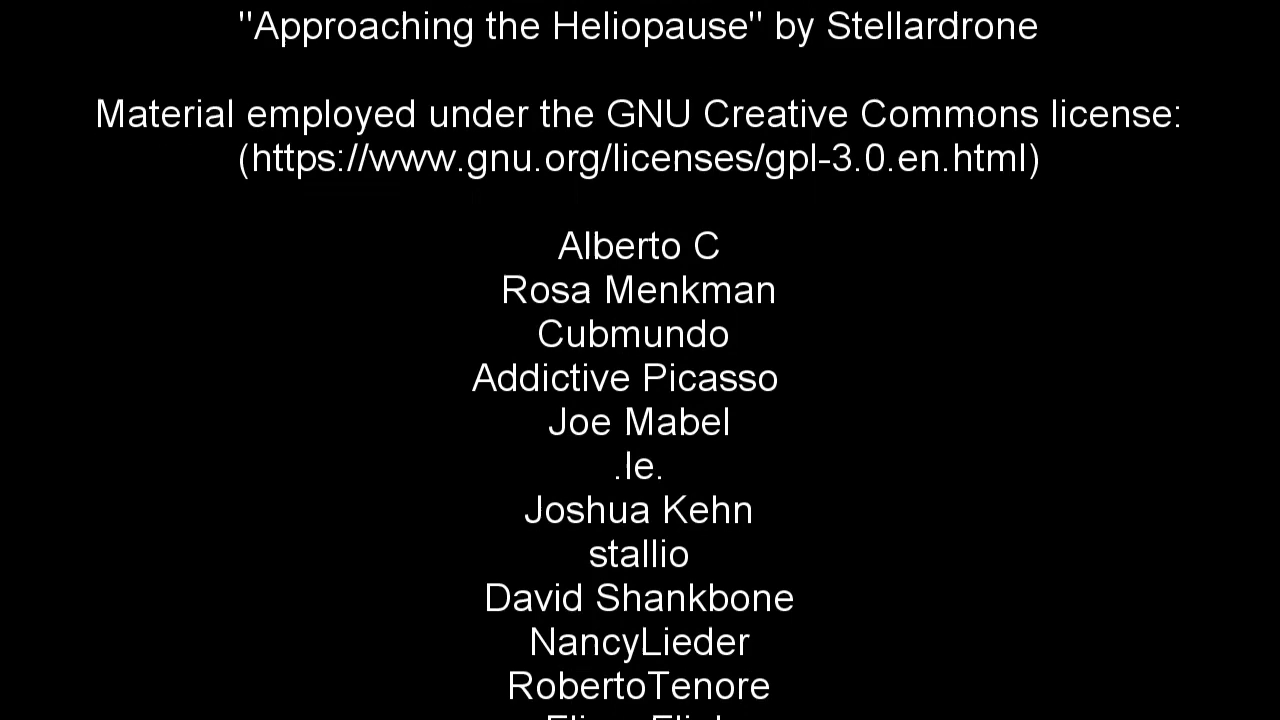 "Approaching the Heliopause" by Stellardrone
Material employed under the GNU Creative Commons license:
(https://www.gnu.org/licenses/gpl-3.0.en.html)
Alberto C
Rosa Menkman
Cubmundo
Addictive Picasso
Joe Mabel
.le.
Joshua Kehn
stallio
David Shankbone
NancyLieder
RobertoTenore